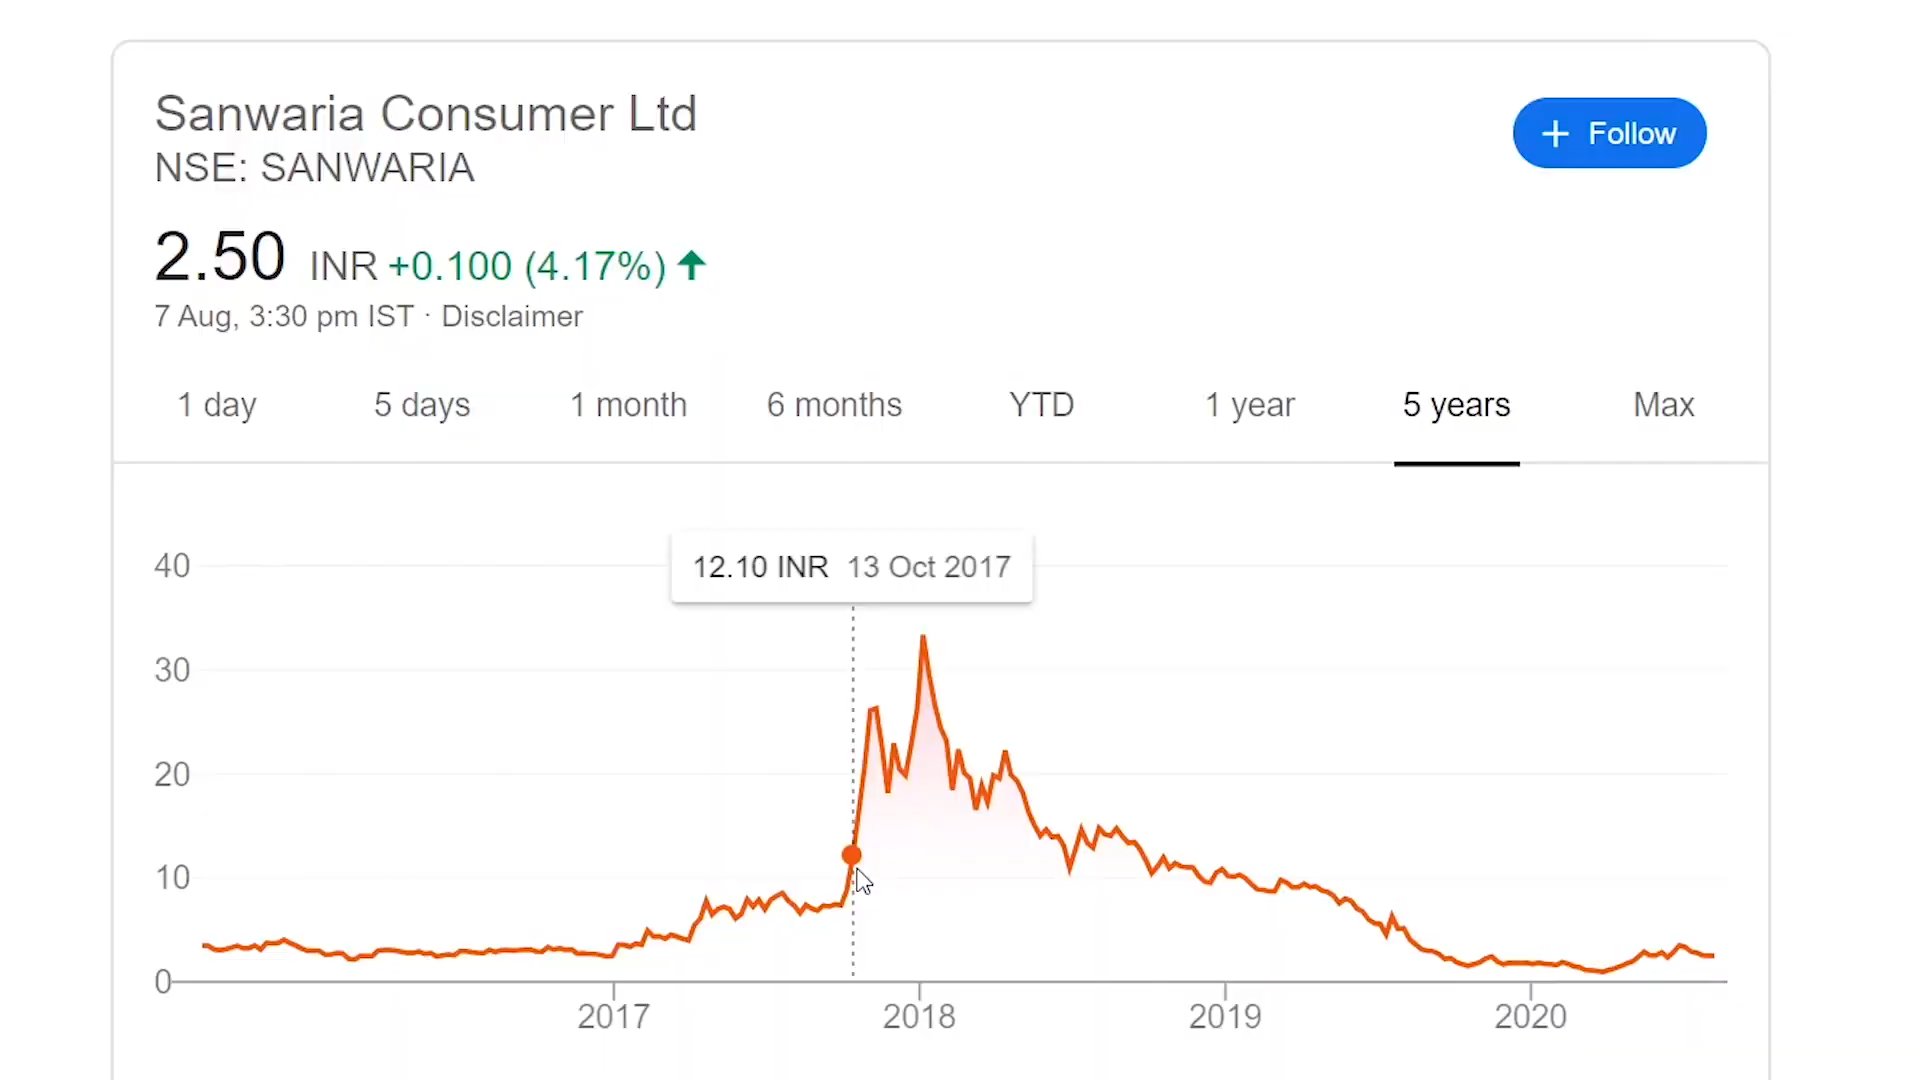 Sanwaria Consumer Ltd
NSE: SANWARIA
+ Follow
2.50 INR +0.100 (4.17%)
7 Aug, 3:30 pm IST · Disclaimer
1 day 5 days 1 month 6 months YTD 1 year 5 years Max
12.10 INR 13 Oct 2017
40
30
20
10
0
2017 2018 2019 2020